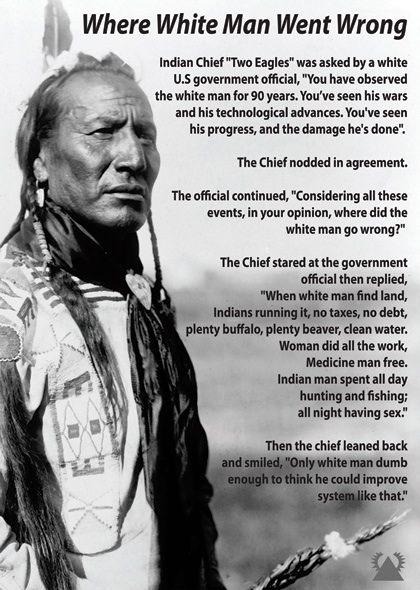 Where White Man Went Wrong
Indian Chief "Two Eagles" was asked by a white
U.S government official, "You have observed
the white man for 90 years. You've seen his wars
and his technological advances. You've seen
his progress, and the damage he's done".
The Chief nodded in agreement.
The official continued, "Considering all these
events, in your opinion, where did the
white man go wrong?"
The Chief stared at the government
official then replied,
"When white man find land,
Indians running it, no taxes, no debt,
plenty buffalo, plenty beaver, clean water.
Woman did all the work,
Medicine man free.
Indian man spent all day
hunting and fishing;
all night having sex."
Then the chief leaned back
and smiled, "Only white man dumb
enough to think he could improve
system like that."